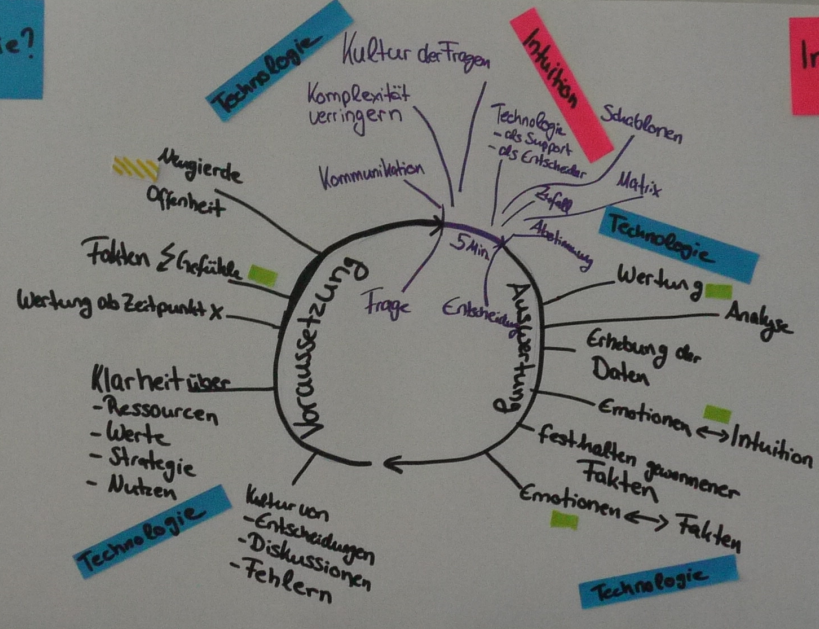 ie?
Technologie
Kultur der Fragen
Intuition
In
Komplexität
verringern
Technologie
- als Support
- als Entscheider
Schablonen
Kommunikation
Zufall
Matrix
Abstimmung
Technologie
Neugierde
Offenheit
5 Min.
Fakten ⚡ Gefühle
Wertung ab Zeitpunkt X
Frage
Entscheidung
Voraussetzung
Auswertung
Wertung
Analyse
Erhebung der
Daten
Klarheit über
- Ressourcen
- Werte
- Strategie
- Nutzen
Emotionen ↔ Intuition
festhalten gewonnener
Fakten
Emotionen ↔ Fakten
Technologie
Kultur von
- Entscheidungen
- Diskussionen
- Fehlern
Technologie